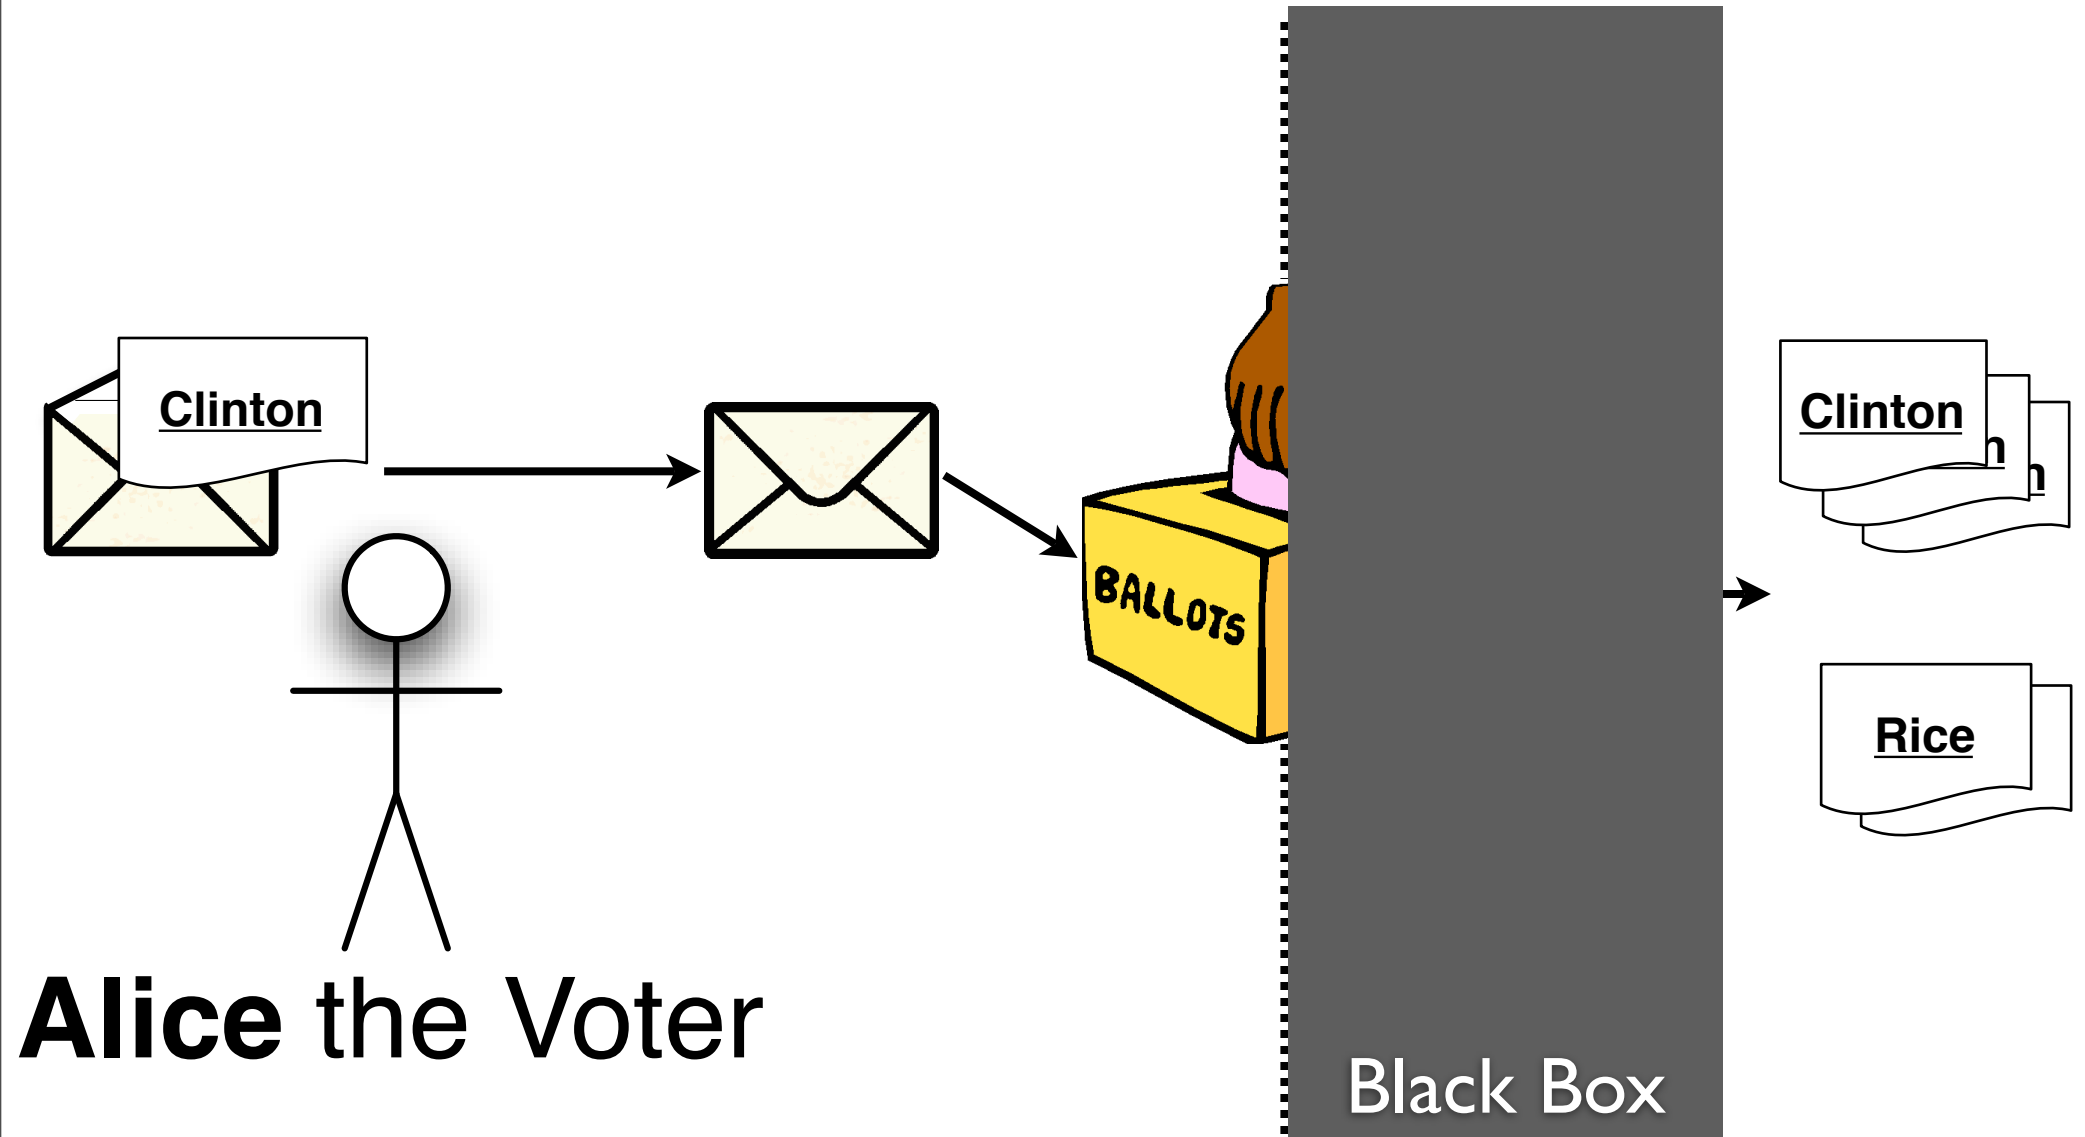 Clinton
BALLOTS
Clinton
n
n
Rice
Alice the Voter
Black Box